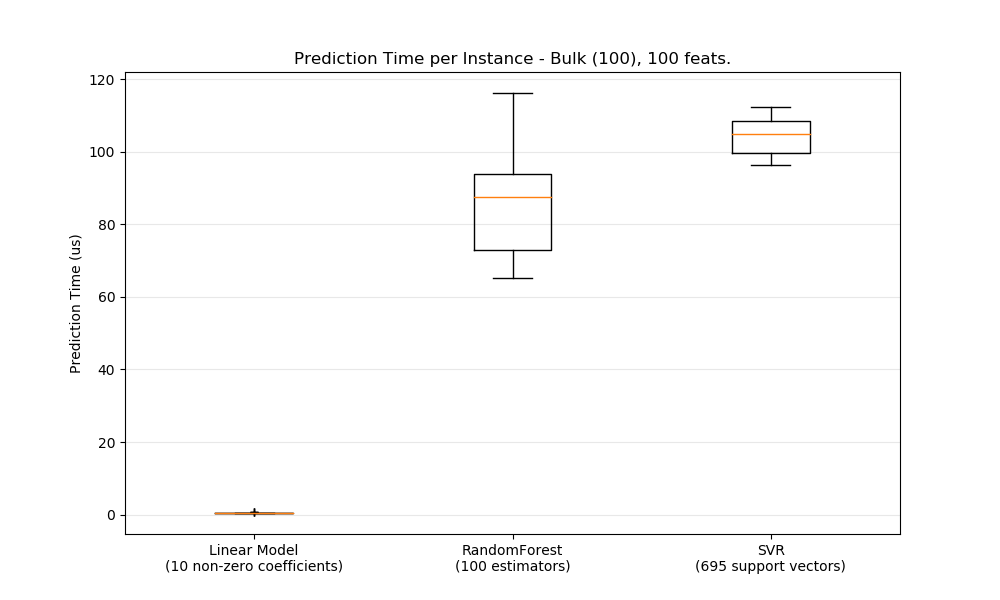 Prediction Time per Instance - Bulk (100), 100 feats.
120
100
80
60
40
20
0
Prediction Time (us)
Linear Model
(10 non-zero coefficients)
RandomForest
(100 estimators)
SVR
(695 support vectors)